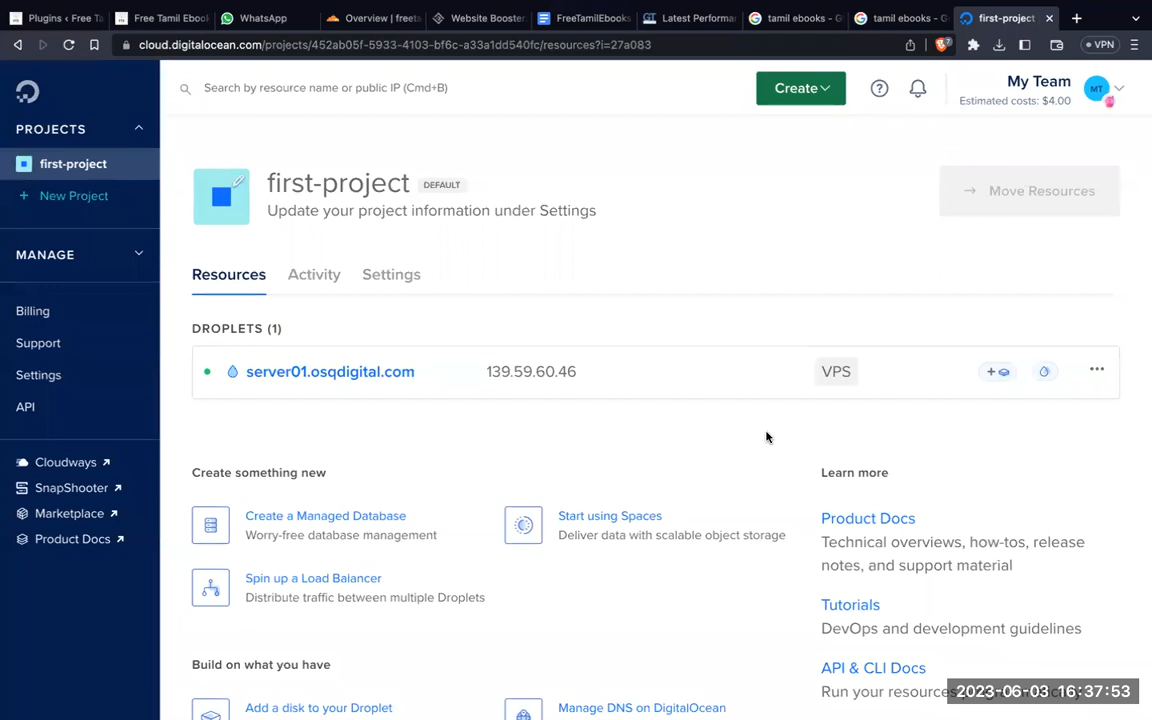 Plugins ‹ Free Ta
Free Tamil Ebook
WhatsApp
Overview | freeta
Website Booster
FreeTamilEbooks
Latest Performa
tamil ebooks - G
tamil ebooks - G
first-project
cloud.digitalocean.com/projects/452ab05f-5933-4103-bf6c-a33a1dd540fc/resources?i=27a083
7
VPN
Search by resource name or public IP (Cmd+B)
Create
?
My Team
Estimated costs: $4.00
MT
PROJECTS
first-project
+ New Project
MANAGE
Billing
Support
Settings
API
Cloudways ↗
SnapShooter ↗
Marketplace ↗
Product Docs ↗
first-project DEFAULT
Update your project information under Settings
→ Move Resources
Resources Activity Settings
DROPLETS (1)
server01.osqdigital.com 139.59.60.46 VPS
Create something new
Create a Managed Database
Worry-free database management
Start using Spaces
Deliver data with scalable object storage
Spin up a Load Balancer
Distribute traffic between multiple Droplets
Build on what you have
Add a disk to your Droplet
Manage DNS on DigitalOcean
Learn more
Product Docs
Technical overviews, how-tos, release
notes, and support material
Tutorials
DevOps and development guidelines
API & CLI Docs
Run your resources
2023-06-03 16:37:53